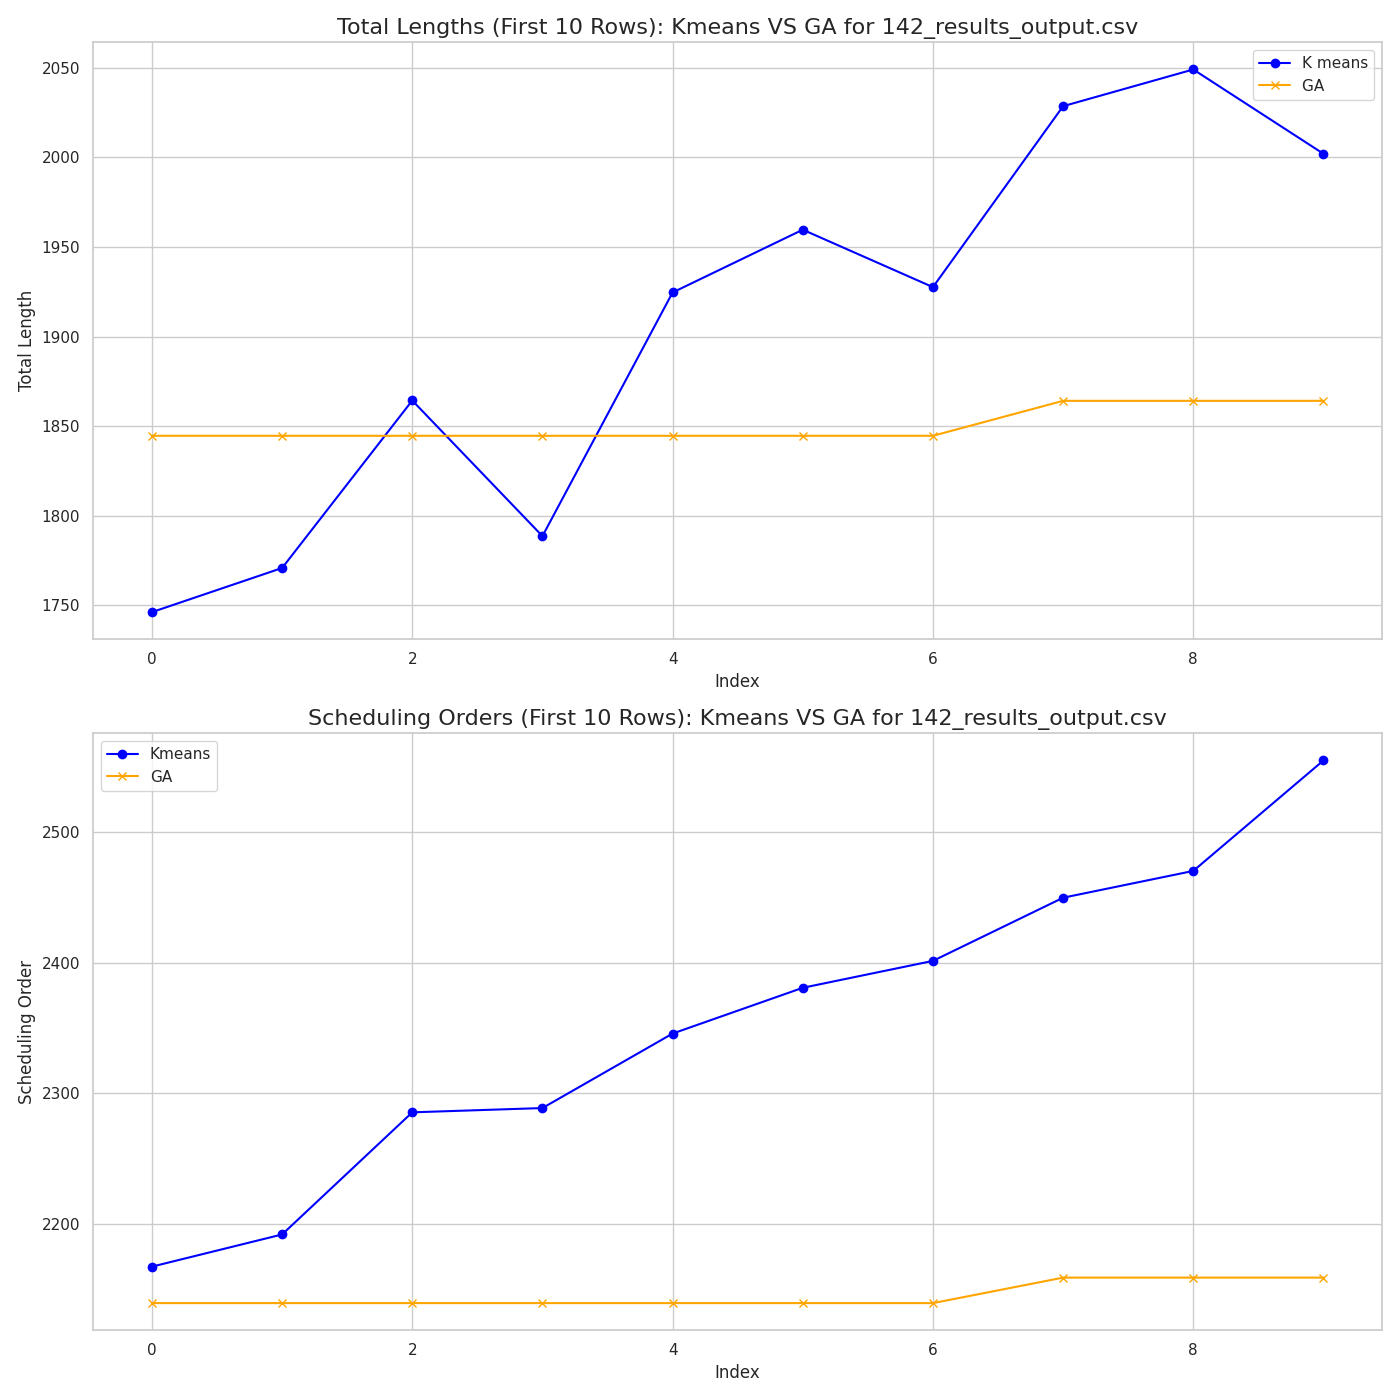 Total Lengths (First 10 Rows): Kmeans VS GA for 142_results_output.csv
K means
GA
2050
2000
1950
1900
1850
1800
1750
Total Length
0 2 4 6 8
Index
Scheduling Orders (First 10 Rows): Kmeans VS GA for 142_results_output.csv
Kmeans
GA
2500
2400
2300
2200
Scheduling Order
0 2 4 6 8
Index